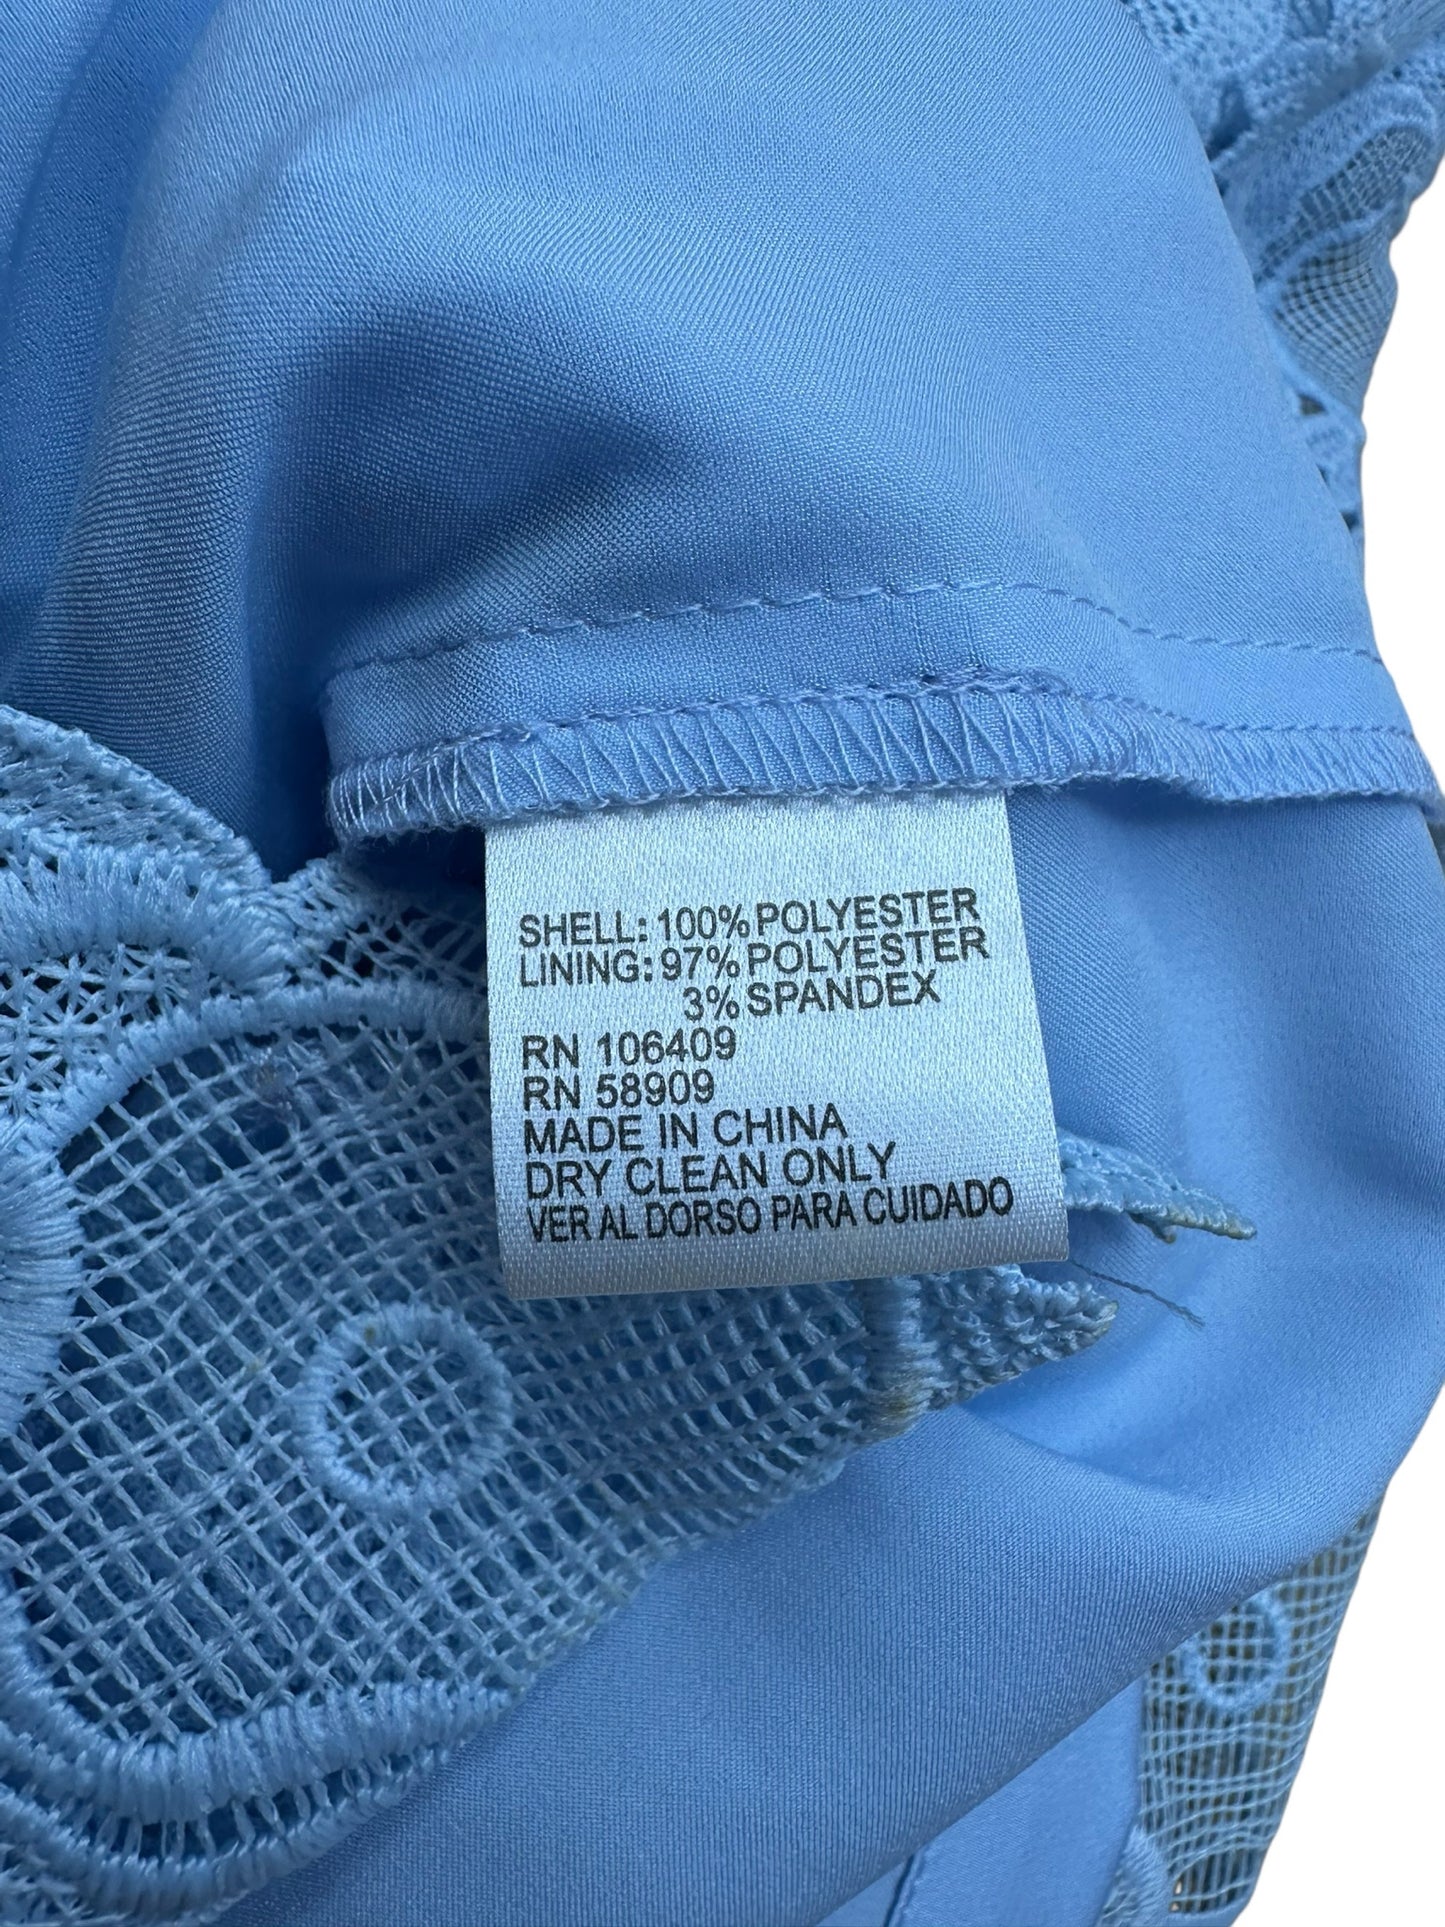 SHELL: 100% POLYESTER
LINING: 97% POLYESTER
3% SPANDEX
RN 106409
RN 58909
MADE IN CHINA
DRY CLEAN ONLY
VER AL DORSO PARA CUIDADO